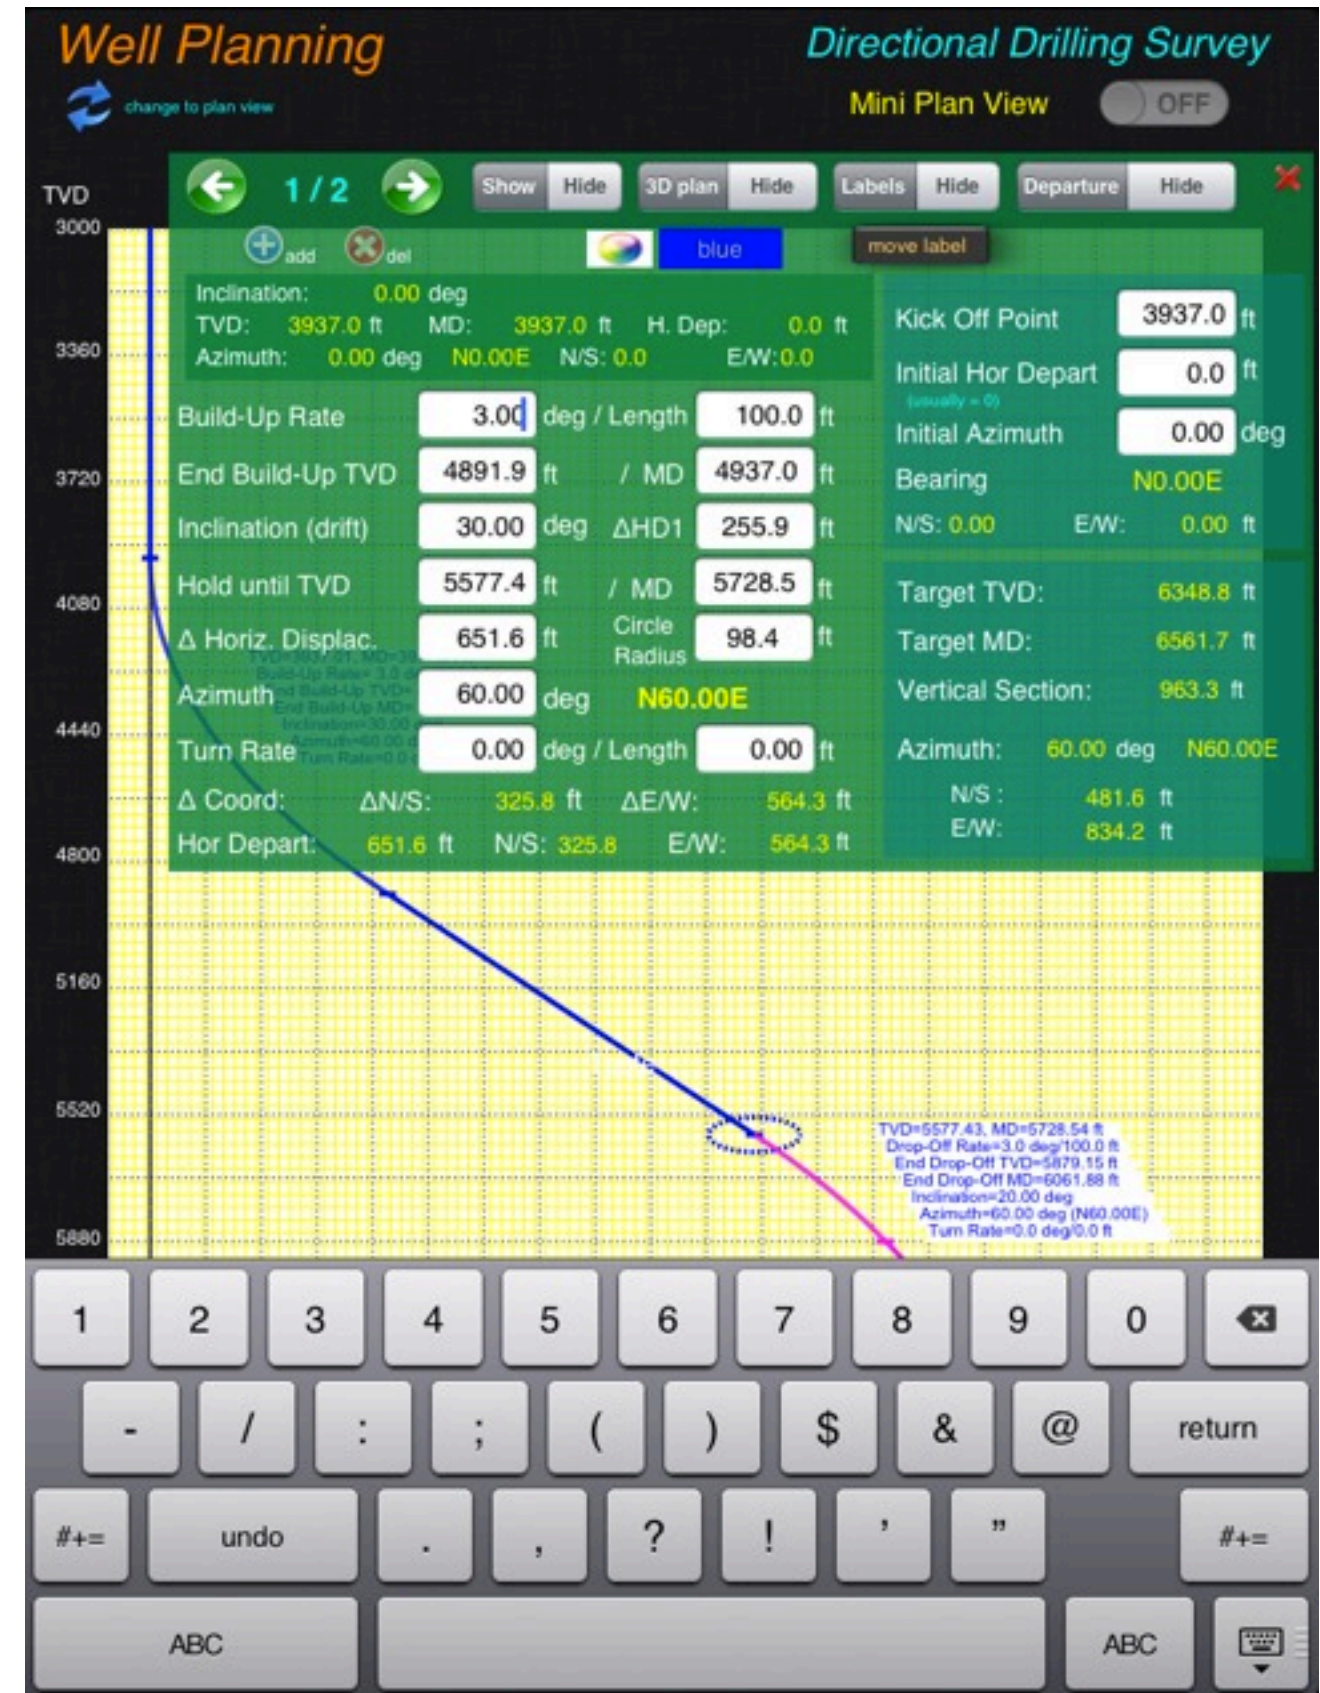 Well Planning
Directional Drilling Survey
change to plan view
Mini Plan View OFF
TVD
1 / 2 Show Hide 3D plan Hide Labels Hide Departure Hide
3000
add del blue move label
Inclination: 0.00 deg
TVD: 3937.0 ft MD: 3937.0 ft H. Dep: 0.0 ft
Azimuth: 0.00 deg N0.00E N/S: 0.0 E/W:0.0
Kick Off Point 3937.0 ft
3360
Initial Hor Depart 0.0 ft
(usually = 0)
Build-Up Rate 3.00 deg / Length 100.0 ft
Initial Azimuth 0.00 deg
3720
End Build-Up TVD 4891.9 ft / MD 4937.0 ft
Bearing N0.00E
Inclination (drift) 30.00 deg ΔHD1 255.9 ft
N/S: 0.00 E/W: 0.00 ft
4080
Hold until TVD 5577.4 ft / MD 5728.5 ft
Target TVD: 6348.8 ft
Δ Horiz. Displac. 651.6 ft Circle Radius 98.4 ft
Target MD: 6561.7 ft
Azimuth 60.00 deg N60.00E
Vertical Section: 963.3 ft
4440
Turn Rate 0.00 deg / Length 0.00 ft
Azimuth: 60.00 deg N60.00E
Δ Coord: ΔN/S: 325.8 ft ΔE/W: 564.3 ft
N/S : 481.6 ft
4800
Hor Depart: 651.6 ft N/S: 325.8 E/W: 564.3 ft
E/W: 834.2 ft
5160
5520
TVD=5577.43, MD=5728.54 ft
Drop-Off Rate=3.0 deg/100.0 ft
End Drop-Off TVD=5879.15 ft
End Drop-Off MD=6061.88 ft
Inclination=20.00 deg
Azimuth=60.00 deg (N60.00E)
Turn Rate=0.0 deg/0.0 ft
5880
1 2 3 4 5 6 7 8 9 0
- / : ; ( ) $ & @ return
#+= undo . , ? ! ’ ” #+=
ABC ABC